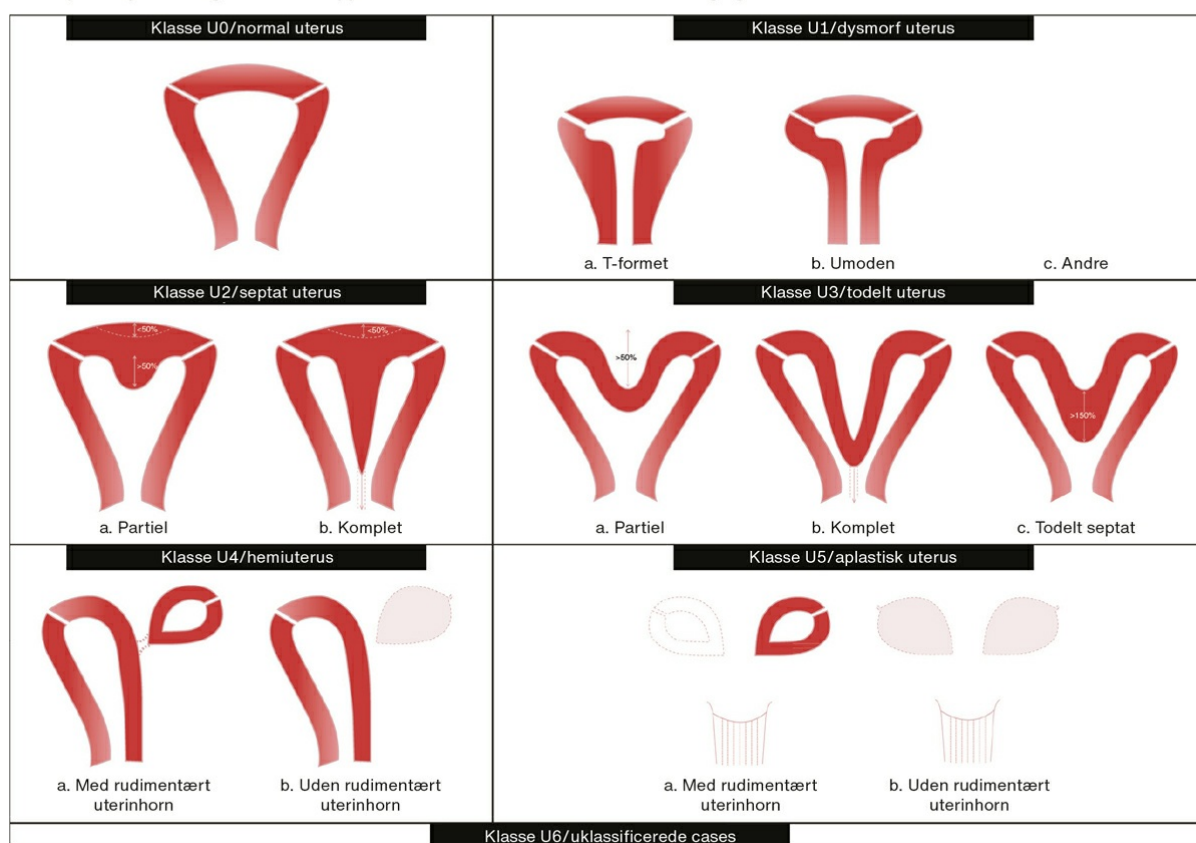 Klasse U0/normal uterus
Klasse U1/dysmorf uterus
a. T-formet
b. Umoden
c. Andre
Klasse U2/septat uterus
<50%
>50%
<50%
a. Partiel
b. Komplet
Klasse U3/todelt uterus
>50%
>150%
a. Partiel
b. Komplet
c. Todelt septat
Klasse U4/hemiuterus
a. Med rudimentært
uterinhorn
b. Uden rudimentært
uterinhorn
Klasse U5/aplastisk uterus
a. Med rudimentært
uterinhorn
b. Uden rudimentært
uterinhorn
Klasse U6/uklassificerede cases